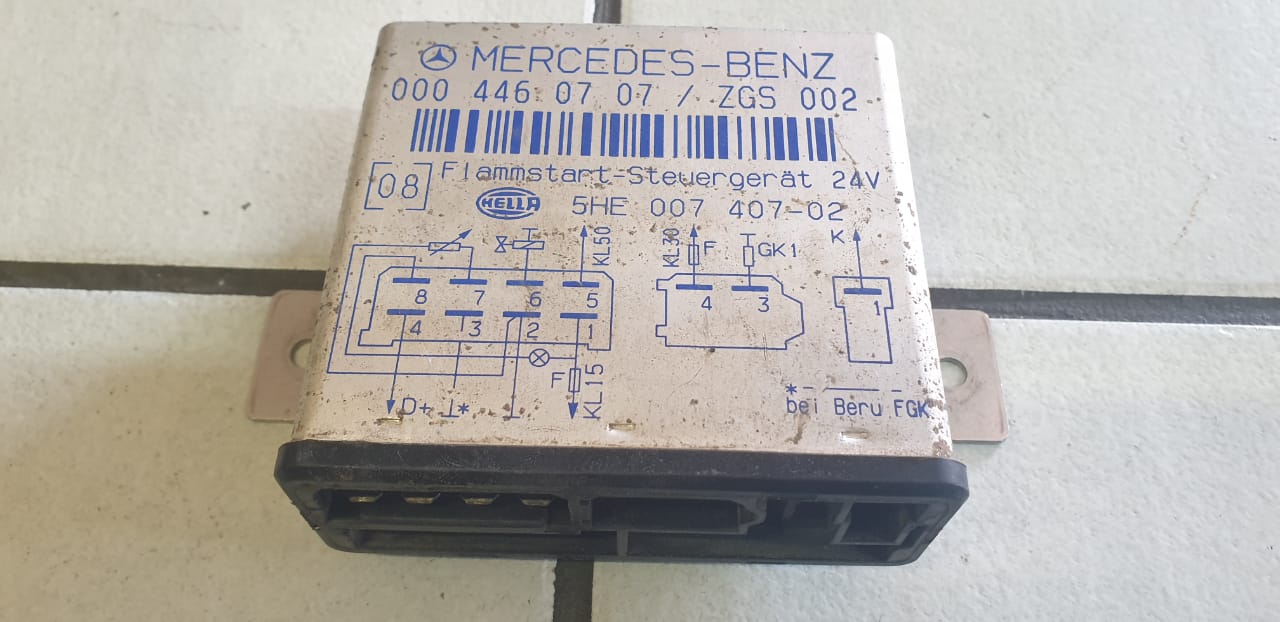 MERCEDES-BENZ
000 446 07 07 / ZGS 002
08 Flammstart-Steuergerät 24V
HELLA 5HE 007 407-02
KL50 KL30 F GK1 K
8 7 6 5 4 3 1
4 3 2 1
F KL15
D+ ⊥*
* - —— -
bei Beru FGK